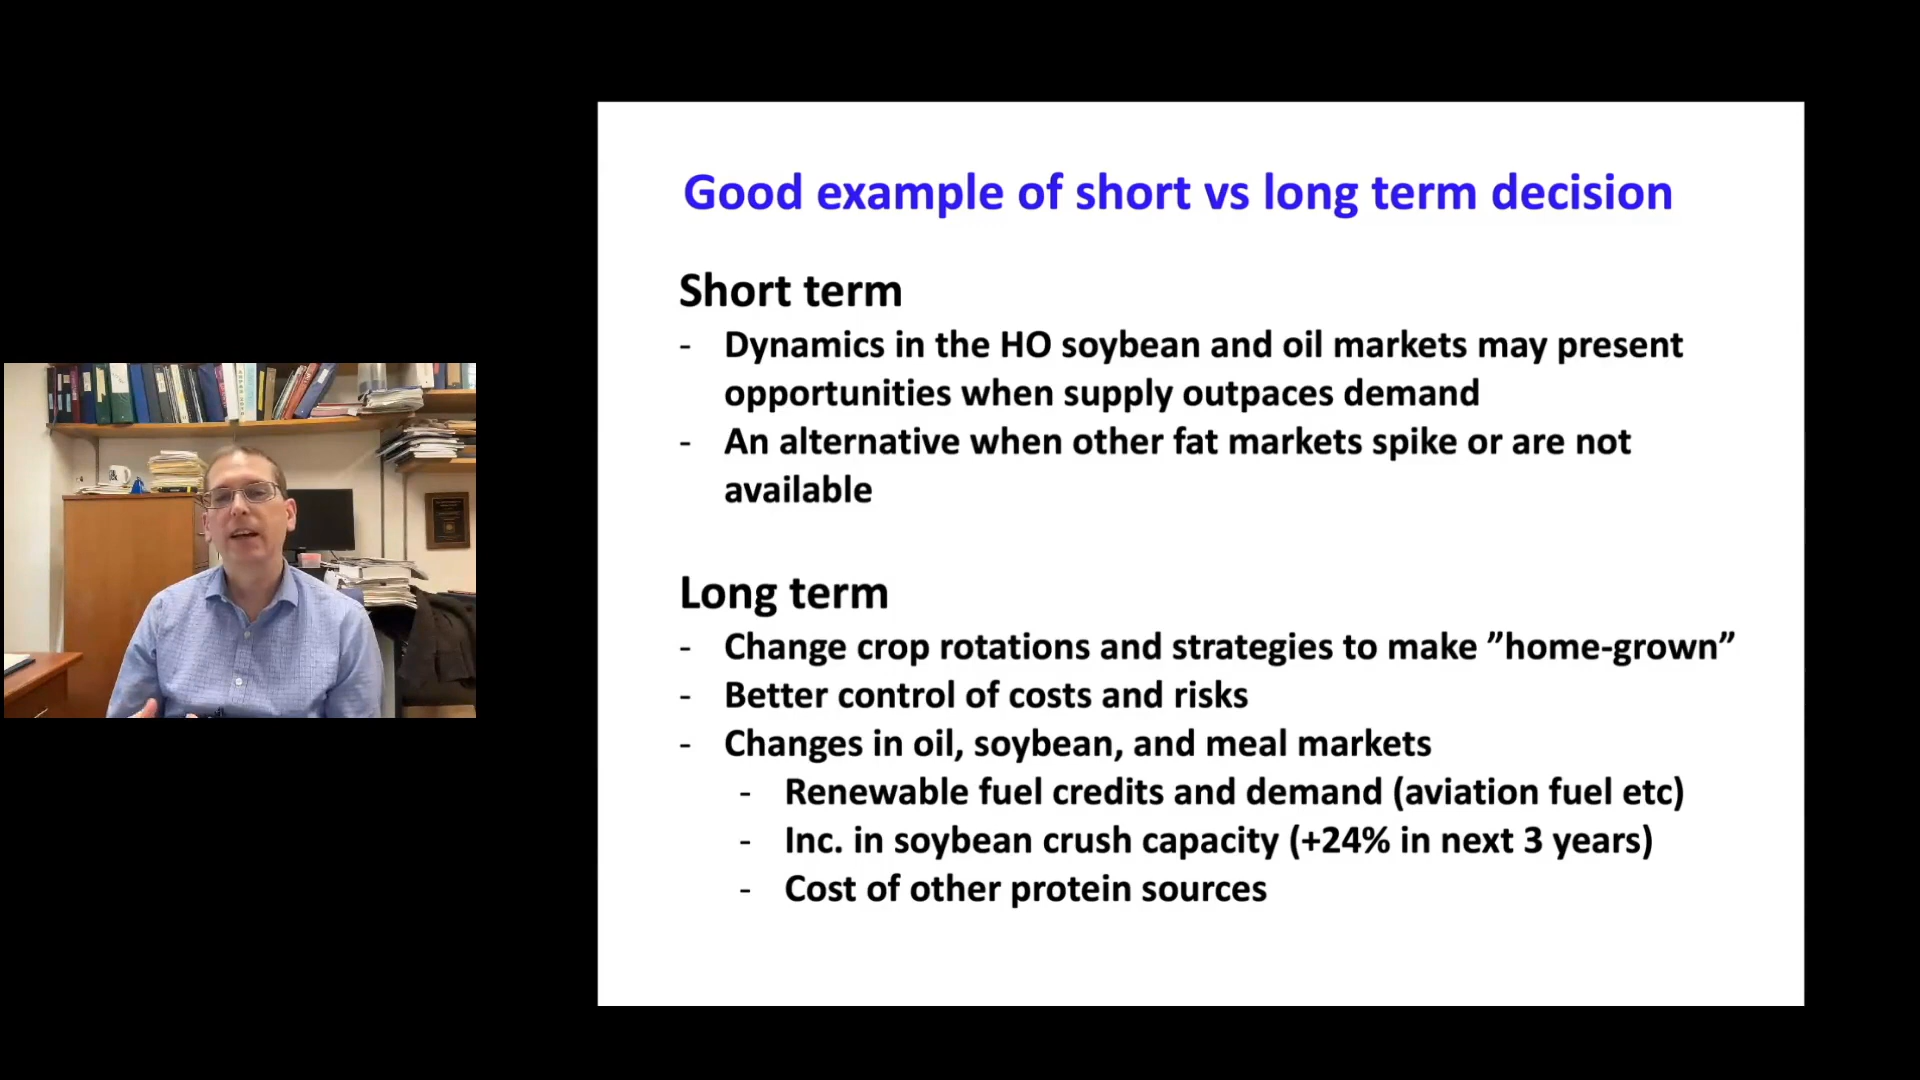 Good example of short vs long term decision
Short term
- Dynamics in the HO soybean and oil markets may present
opportunities when supply outpaces demand
- An alternative when other fat markets spike or are not
available
Long term
- Change crop rotations and strategies to make ”home-grown”
- Better control of costs and risks
- Changes in oil, soybean, and meal markets
- Renewable fuel credits and demand (aviation fuel etc)
- Inc. in soybean crush capacity (+24% in next 3 years)
- Cost of other protein sources